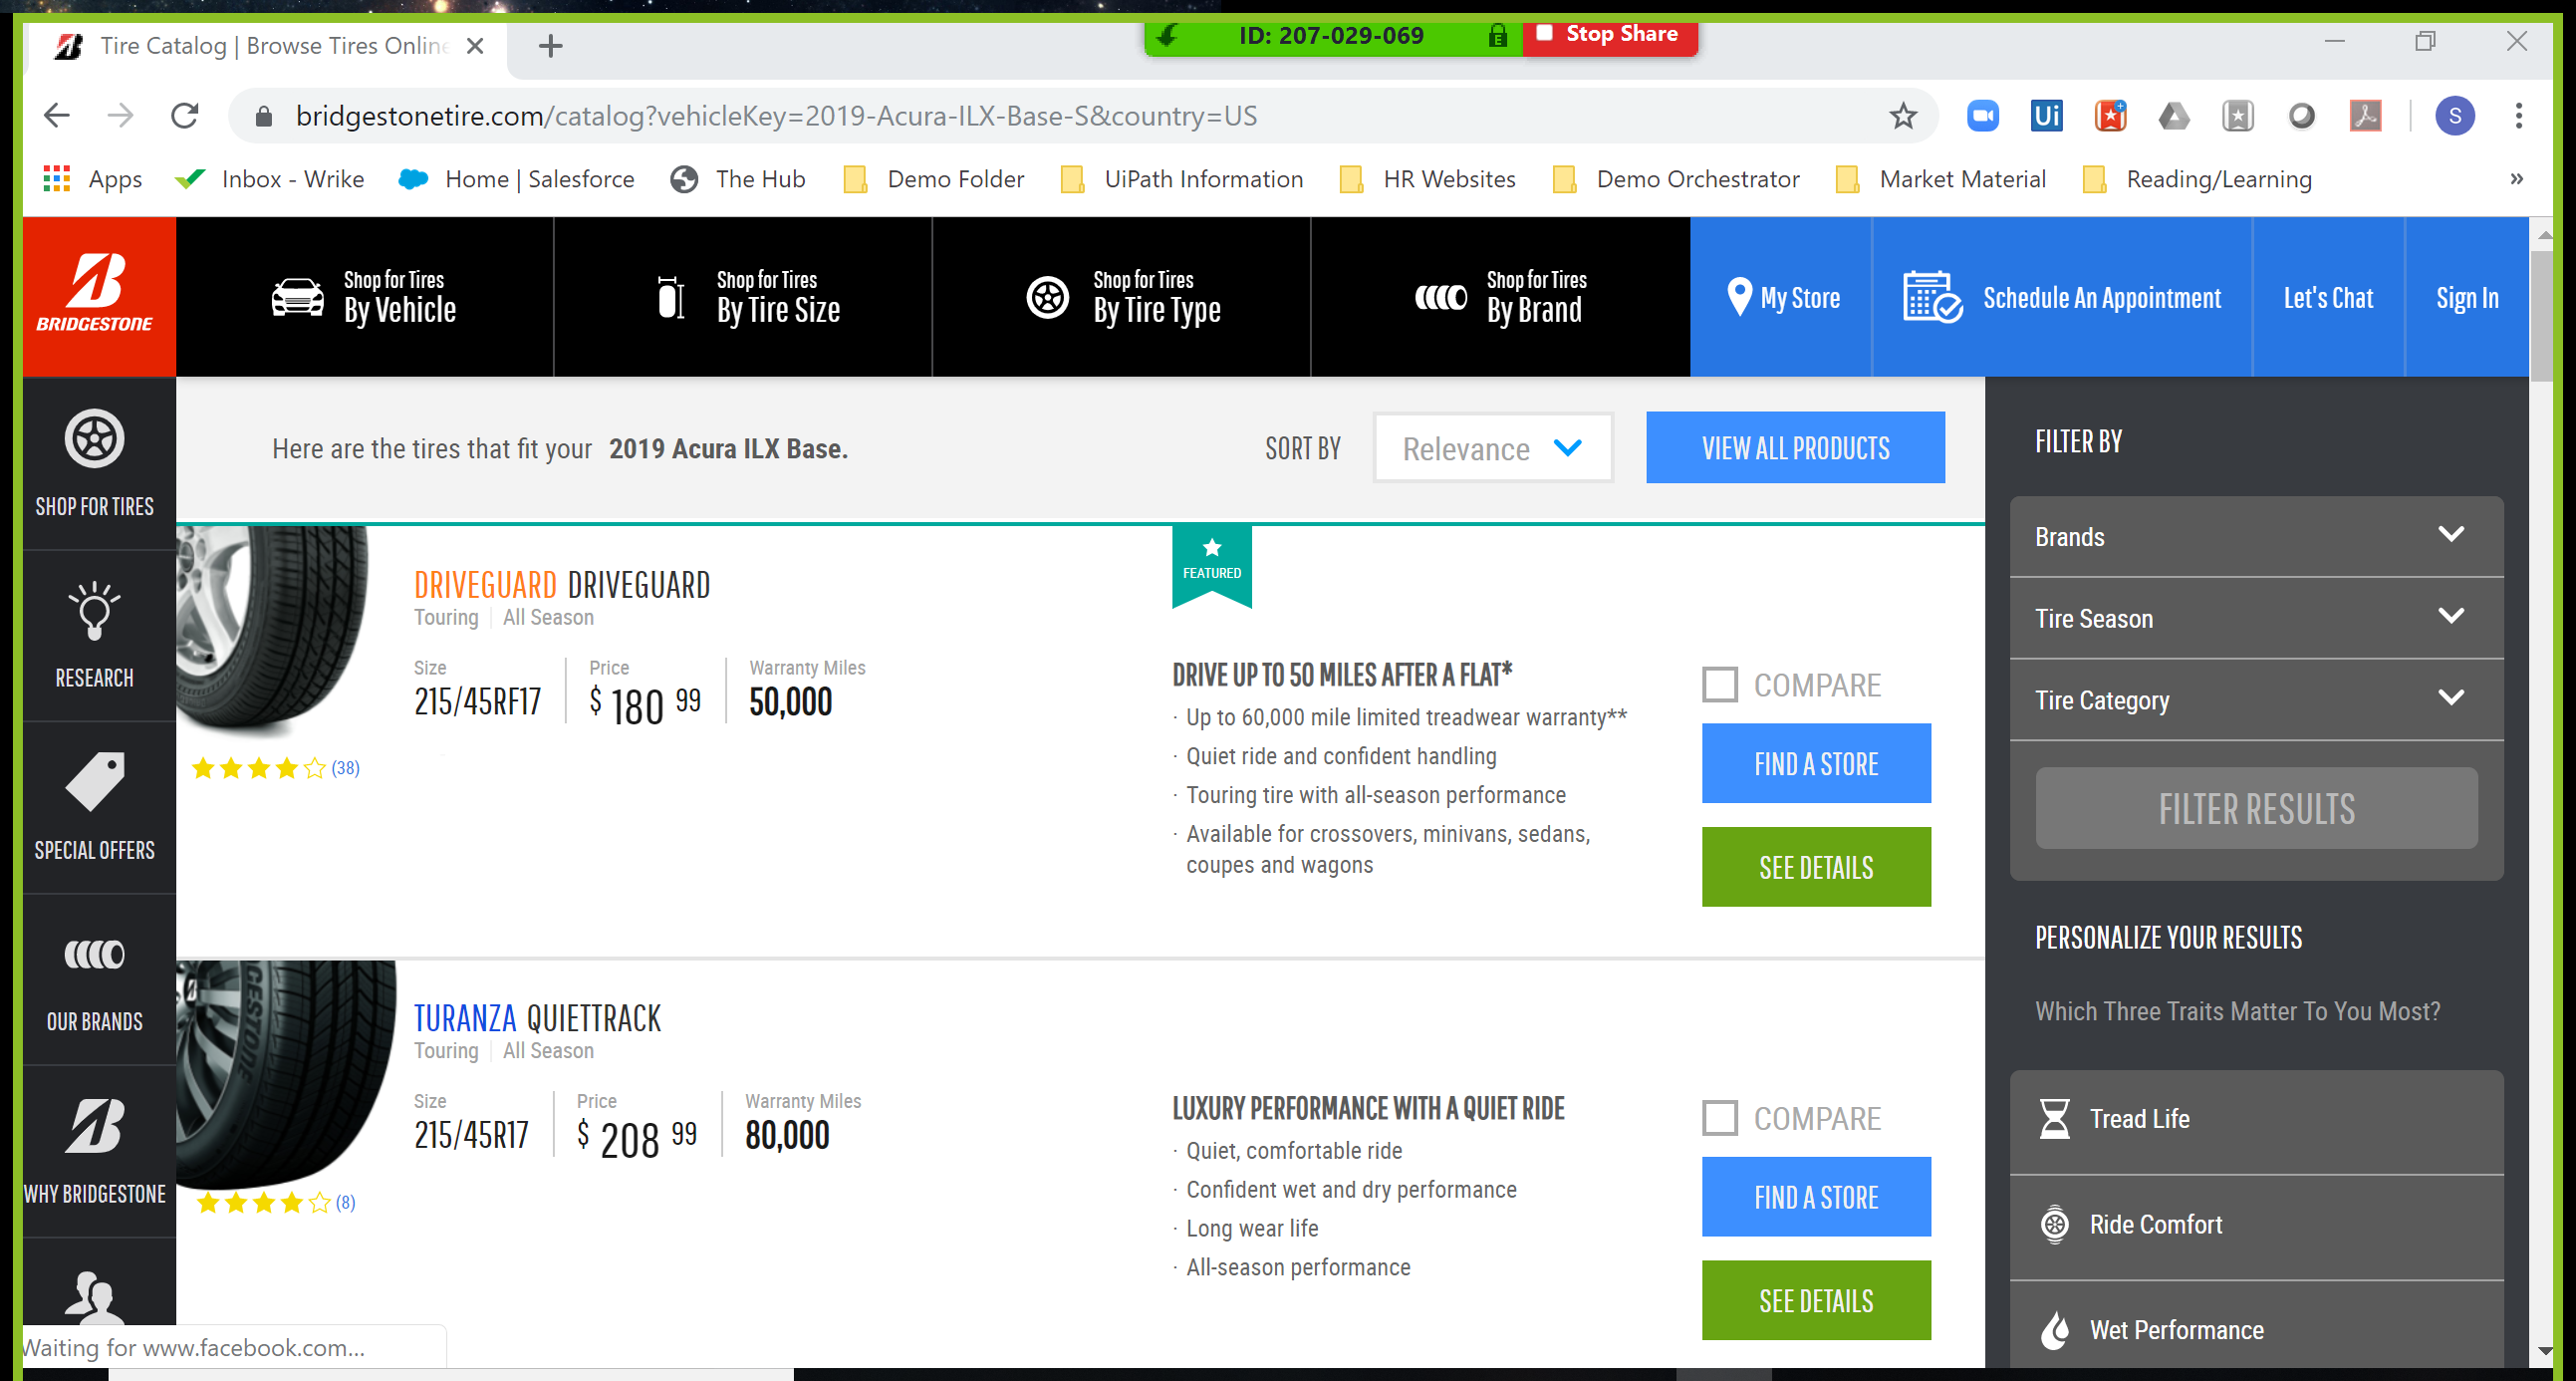 Tire Catalog | Browse Tires Online
ID: 207-029-069
Stop Share
bridgestonetire.com/catalog?vehicleKey=2019-Acura-ILX-Base-S&country=US
Ui
S
Apps
Inbox - Wrike
Home | Salesforce
The Hub
Demo Folder
UiPath Information
HR Websites
Demo Orchestrator
Market Material
Reading/Learning
»
BRIDGESTONE
Shop for Tires
By Vehicle
Shop for Tires
By Tire Size
Shop for Tires
By Tire Type
Shop for Tires
By Brand
My Store
Schedule An Appointment
Let's Chat
Sign In
SHOP FOR TIRES
RESEARCH
SPECIAL OFFERS
OUR BRANDS
WHY BRIDGESTONE
Here are the tires that fit your 2019 Acura ILX Base.
SORT BY
Relevance
VIEW ALL PRODUCTS
DRIVEGUARD DRIVEGUARD
Touring | All Season
Size
215/45RF17
Price
$ 180 99
Warranty Miles
50,000
(38)
FEATURED
DRIVE UP TO 50 MILES AFTER A FLAT*
· Up to 60,000 mile limited treadwear warranty**
· Quiet ride and confident handling
· Touring tire with all-season performance
· Available for crossovers, minivans, sedans,
coupes and wagons
COMPARE
FIND A STORE
SEE DETAILS
TURANZA QUIETTRACK
Touring | All Season
Size
215/45R17
Price
$ 208 99
Warranty Miles
80,000
(8)
LUXURY PERFORMANCE WITH A QUIET RIDE
· Quiet, comfortable ride
· Confident wet and dry performance
· Long wear life
· All-season performance
COMPARE
FIND A STORE
SEE DETAILS
FILTER BY
Brands
Tire Season
Tire Category
FILTER RESULTS
PERSONALIZE YOUR RESULTS
Which Three Traits Matter To You Most?
Tread Life
Ride Comfort
Wet Performance
Waiting for www.facebook.com...